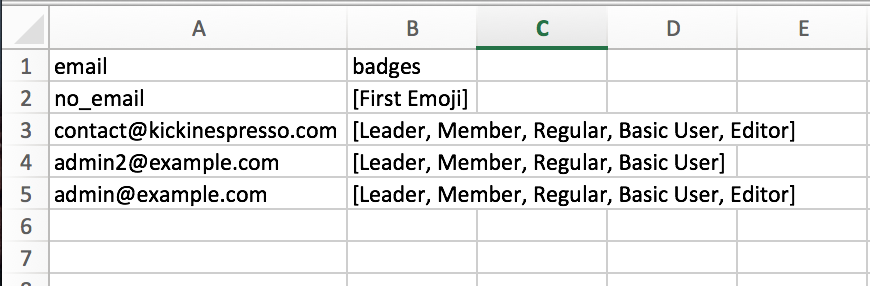 A B C D E
1 email badges
2 no_email [First Emoji]
3 contact@kickinespresso.com [Leader, Member, Regular, Basic User, Editor]
4 admin2@example.com [Leader, Member, Regular, Basic User]
5 admin@example.com [Leader, Member, Regular, Basic User, Editor]
6
7